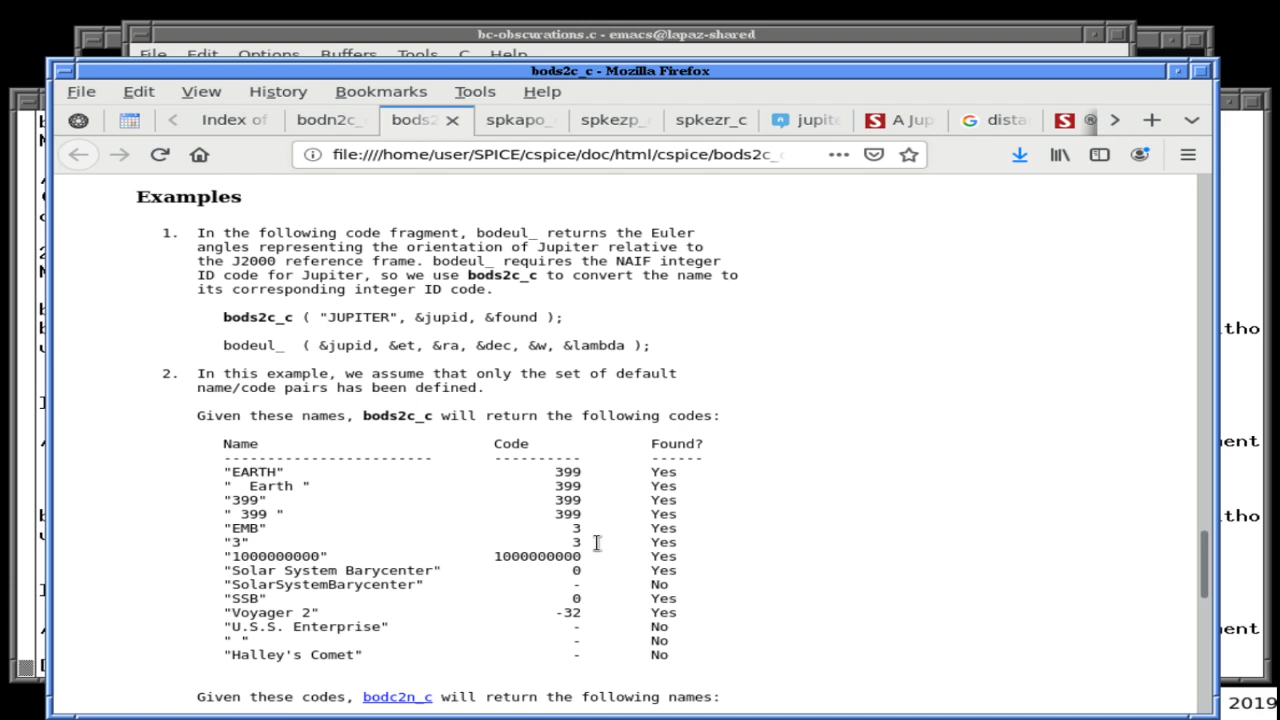 bc-obscurations.c - emacs@lapaz-shared
File Edit Options Buffers Tools C Help
bods2c_c - Mozilla Firefox
File Edit View History Bookmarks Tools Help
Index of bodn2c_ bods2 spkapo_ spkezp_ spkezr_c jupit A Jup dista
file:///home/user/SPICE/cspice/doc/html/cspice/bods2c_
Examples
1. In the following code fragment, bodeul_ returns the Euler
angles representing the orientation of Jupiter relative to
the J2000 reference frame. bodeul_ requires the NAIF integer
ID code for Jupiter, so we use bods2c_c to convert the name to
its corresponding integer ID code.
bods2c_c ( "JUPITER", &jupid, &found );
bodeul_ ( &jupid, &et, &ra, &dec, &w, &lambda );
2. In this example, we assume that only the set of default
name/code pairs has been defined.
Given these names, bods2c_c will return the following codes:
Name Code Found?
------------------------ ---------- ------
"EARTH" 399 Yes
"  Earth " 399 Yes
"399" 399 Yes
" 399 " 399 Yes
"EMB" 3 Yes
"3" 3 Yes
"1000000000" 1000000000 Yes
"Solar System Barycenter" 0 Yes
"SolarSystemBarycenter" - No
"SSB" 0 Yes
"Voyager 2" -32 Yes
"U.S.S. Enterprise" - No
" " - No
"Halley's Comet" - No
Given these codes, bodc2n_c will return the following names:
itho
ment
itho
ment
2019